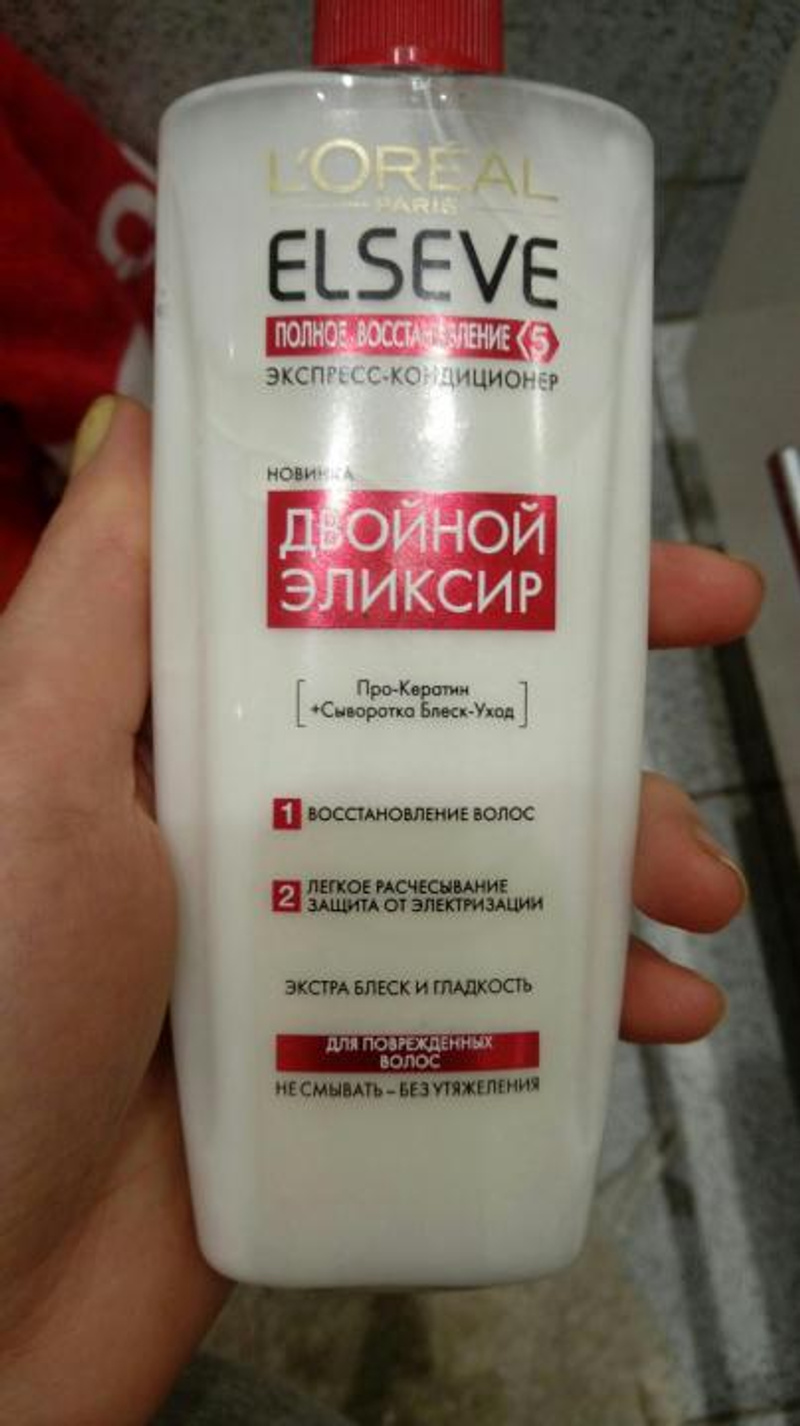 L'ORÉAL
PARIS
ELSEVE
ПОЛНОЕ ВОССТАНОВЛЕНИЕ 5
ЭКСПРЕСС-КОНДИЦИОНЕР
НОВИНКА
ДВОЙНОЙ
ЭЛИКСИР
Про-Кератин
+Сыворотка Блеск-Уход
1 ВОССТАНОВЛЕНИЕ ВОЛОС
2 ЛЕГКОЕ РАСЧЕСЫВАНИЕ
ЗАЩИТА ОТ ЭЛЕКТРИЗАЦИИ
ЭКСТРА БЛЕСК И ГЛАДКОСТЬ
ДЛЯ ПОВРЕЖДЕННЫХ
ВОЛОС
НЕ СМЫВАТЬ – БЕЗ УТЯЖЕЛЕНИЯ